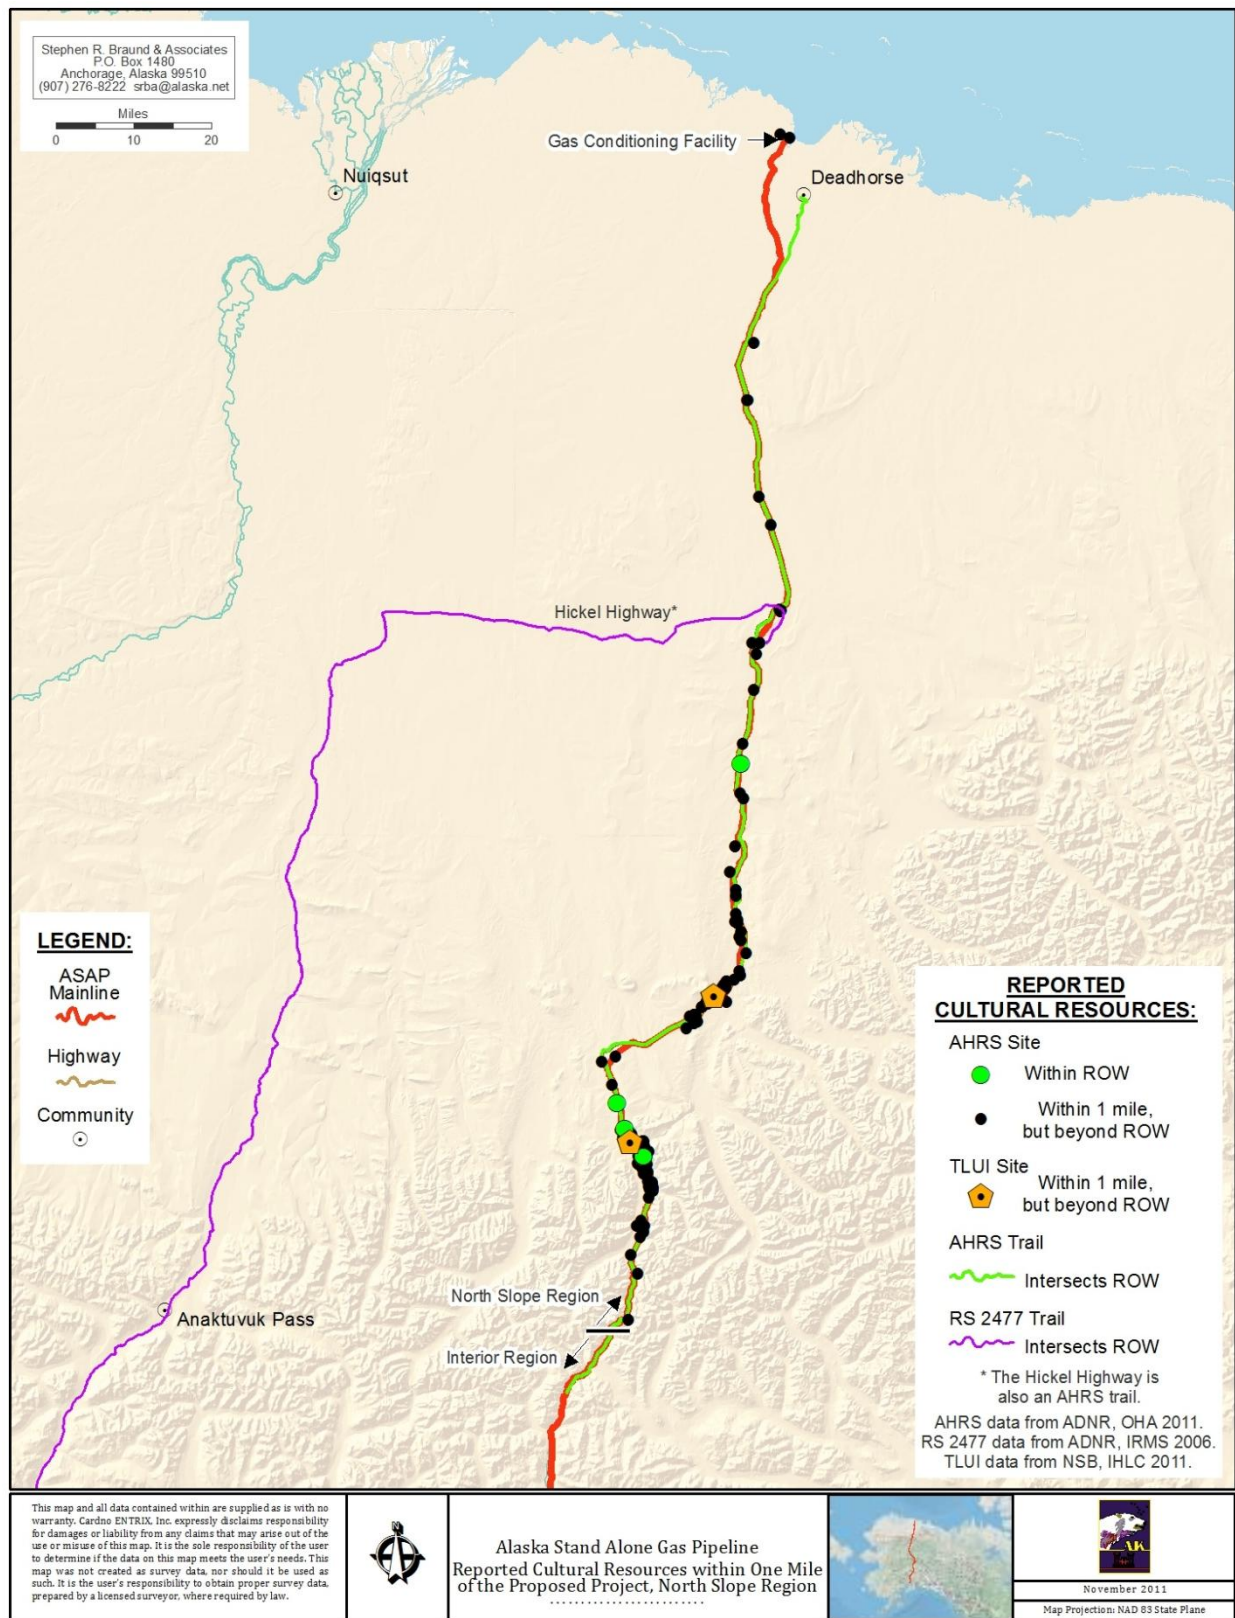 Stephen R. Braund & Associates
P.O. Box 1480
Anchorage, Alaska 99510
(907) 276-8222 srba@alaska.net
Miles
0 10 20
Gas Conditioning Facility
Nuiqsut
Deadhorse
Hickel Highway*
LEGEND:
ASAP
Mainline
Highway
Community
REPORTED
CULTURAL RESOURCES:
AHRS Site
Within ROW
Within 1 mile,
but beyond ROW
TLUI Site
Within 1 mile,
but beyond ROW
AHRS Trail
Intersects ROW
RS 2477 Trail
Intersects ROW
* The Hickel Highway is
also an AHRS trail.
AHRS data from ADNR, OHA 2011.
RS 2477 data from ADNR, IRMS 2006.
TLUI data from NSB, IHLC 2011.
North Slope Region
Anaktuvuk Pass
Interior Region
This map and all data contained within are supplied as is with no
warranty. Cardno ENTRIX, Inc. expressly disclaims responsibility
for damages or liability from any claims that may arise out of the
use or misuse of this map. It is the sole responsibility of the user
to determine if the data on this map meets the user's needs. This
map was not created as survey data, nor should it be used as
such. It is the user's responsibility to obtain proper survey data,
prepared by a licensed surveyor, where required by law.
N
Alaska Stand Alone Gas Pipeline
Reported Cultural Resources within One Mile
of the Proposed Project, North Slope Region
AK
November 2011
Map Projection: NAD 83 State Plane